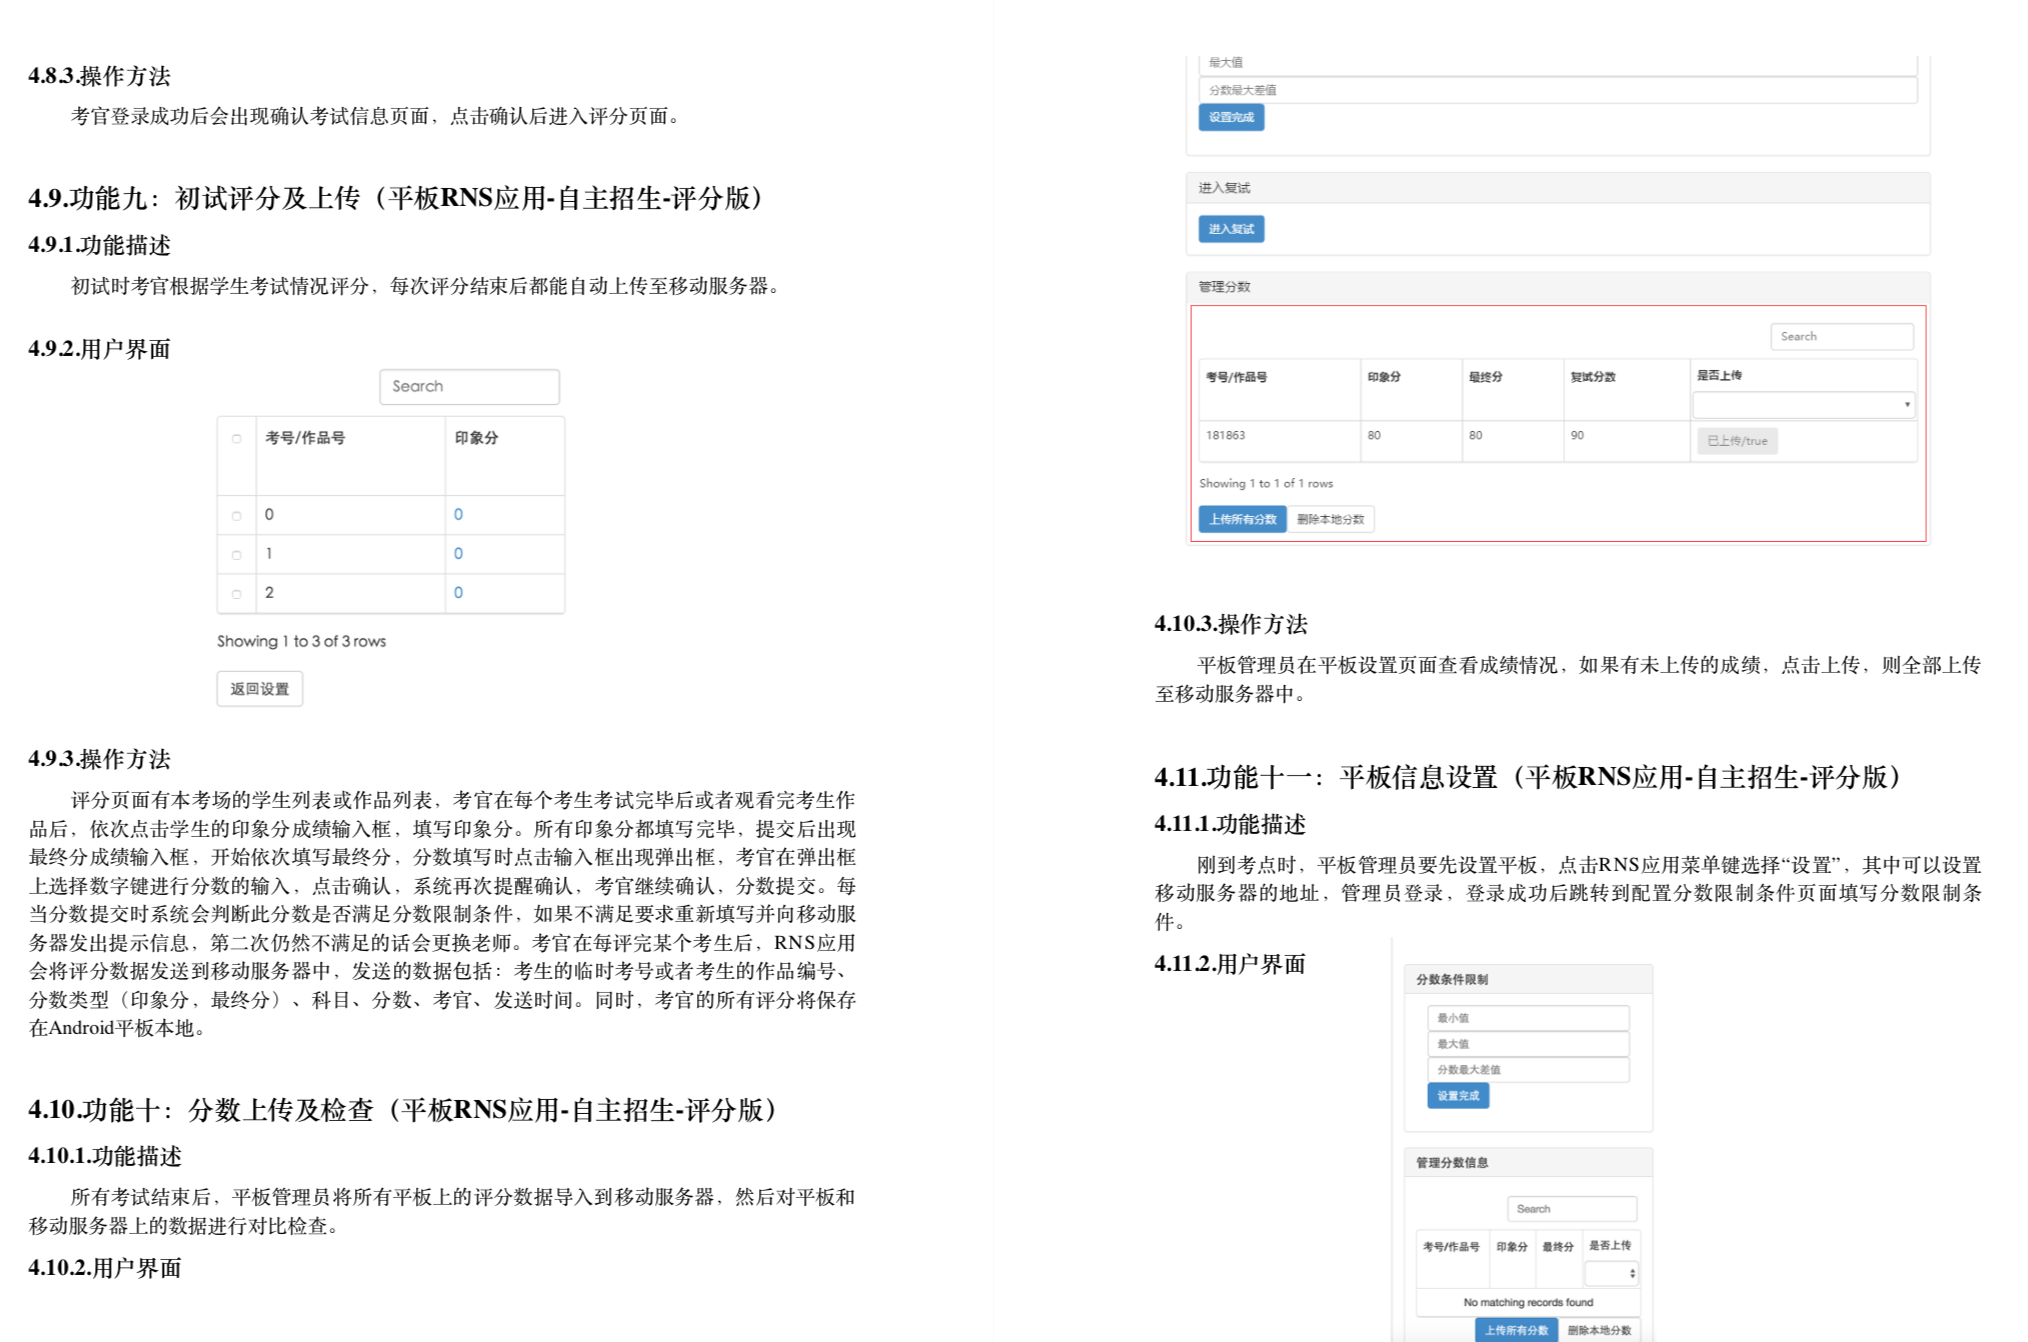 4.8.3.操作方法
考官登录成功后会出现确认考试信息页面，点击确认后进入评分页面。
4.9.功能九：初试评分及上传（平板RNS应用-自主招生-评分版）
4.9.1.功能描述
初试时考官根据学生考试情况评分，每次评分结束后都能自动上传至移动服务器。
4.9.2.用户界面
Search
考号/作品号 印象分
0 0
1 0
2 0
Showing 1 to 3 of 3 rows
返回设置
4.9.3.操作方法
评分页面有本考场的学生列表或作品列表，考官在每个考生考试完毕后或者观看完考生作
品后，依次点击学生的印象分成绩输入框，填写印象分。所有印象分都填写完毕，提交后出现
最终分成绩输入框，开始依次填写最终分，分数填写时点击输入框出现弹出框，考官在弹出框
上选择数字键进行分数的输入，点击确认，系统再次提醒确认，考官继续确认，分数提交。每
当分数提交时系统会判断此分数是否满足分数限制条件，如果不满足要求重新填写并向移动服
务器发出提示信息，第二次仍然不满足的话会更换老师。考官在每评完某个考生后，RNS应用
会将评分数据发送到移动服务器中，发送的数据包括：考生的临时考号或者考生的作品编号、
分数类型（印象分，最终分）、科目、分数、考官、发送时间。同时，考官的所有评分将保存
在Android平板本地。
4.10.功能十：分数上传及检查（平板RNS应用-自主招生-评分版）
4.10.1.功能描述
所有考试结束后，平板管理员将所有平板上的评分数据导入到移动服务器，然后对平板和
移动服务器上的数据进行对比检查。
4.10.2.用户界面
最大值
分数最大差值
设置完成
进入复试
进入复试
管理分数
Search
考号/作品号 印象分 最终分 复试分数 是否上传
181863 80 80 90 已上传/true
Showing 1 to 1 of 1 rows
上传所有分数 删除本地分数
4.10.3.操作方法
平板管理员在平板设置页面查看成绩情况，如果有未上传的成绩，点击上传，则全部上传
至移动服务器中。
4.11.功能十一：平板信息设置（平板RNS应用-自主招生-评分版）
4.11.1.功能描述
刚到考点时，平板管理员要先设置平板，点击RNS应用菜单键选择“设置”，其中可以设置
移动服务器的地址，管理员登录，登录成功后跳转到配置分数限制条件页面填写分数限制条
件。
4.11.2.用户界面
分数条件限制
最小值
最大值
分数最大差值
设置完成
管理分数信息
Search
考号/作品号 印象分 最终分 是否上传
No matching records found
上传所有分数 删除本地分数